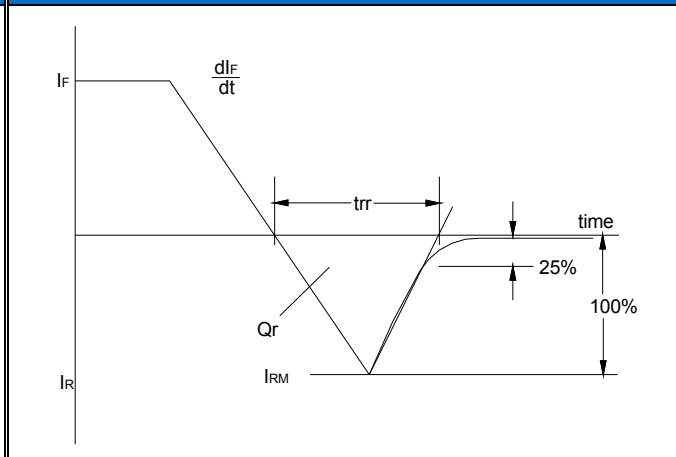 IF
dIF
dt
trr
time
25%
100%
Qr
IRM
IR